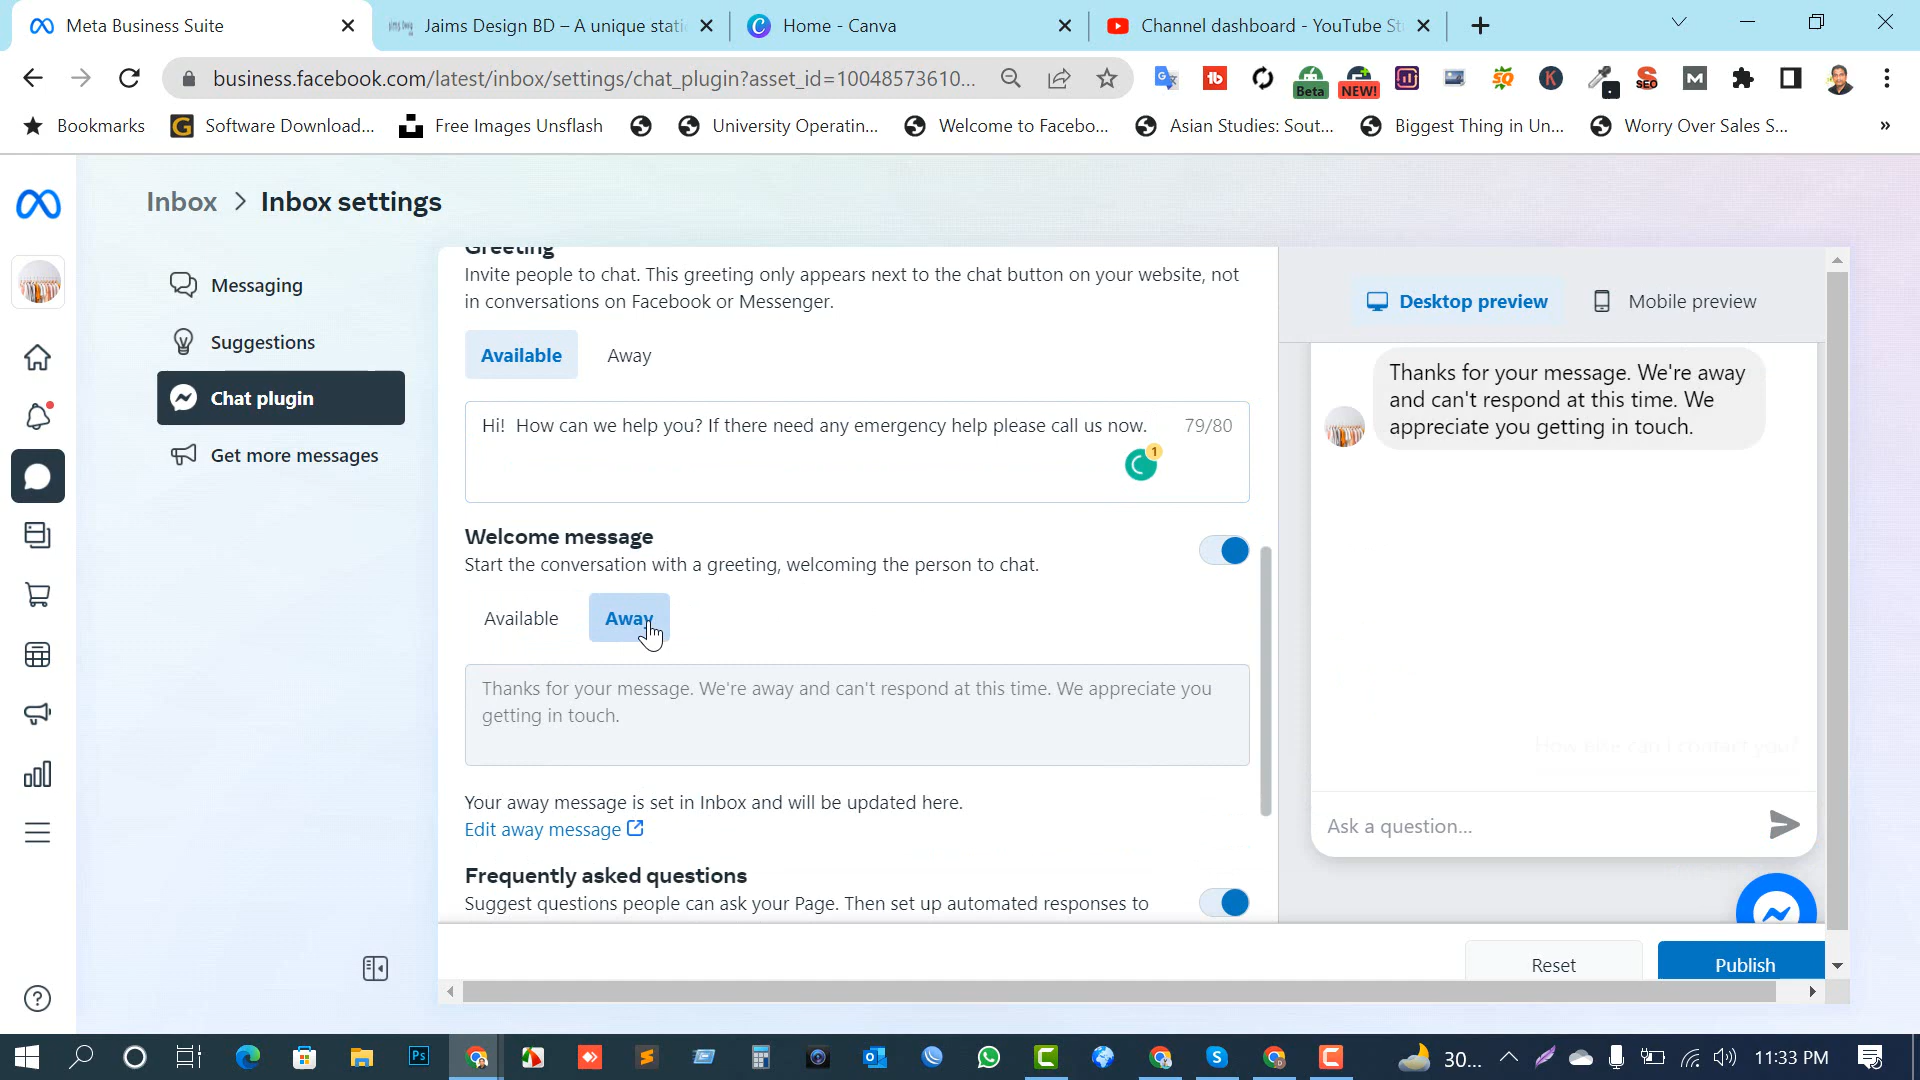 Meta Business Suite
Jaims Design BD – A unique stati
Home - Canva
Channel dashboard - YouTube St
business.facebook.com/latest/inbox/settings/chat_plugin?asset_id=10048573610...
Beta
NEW!
SEO
Bookmarks
Software Download...
Free Images Unsflash
University Operatin...
Welcome to Facebo...
Asian Studies: Sout...
Biggest Thing in Un...
Worry Over Sales S...
»
Inbox > Inbox settings
Messaging
Suggestions
Chat plugin
Get more messages
Greeting
Invite people to chat. This greeting only appears next to the chat button on your website, not
in conversations on Facebook or Messenger.
Available
Away
Hi! How can we help you? If there need any emergency help please call us now.
79/80
1
Welcome message
Start the conversation with a greeting, welcoming the person to chat.
Available
Away
Thanks for your message. We're away and can't respond at this time. We appreciate you
getting in touch.
Your away message is set in Inbox and will be updated here.
Edit away message
Frequently asked questions
Suggest questions people can ask your Page. Then set up automated responses to
Desktop preview
Mobile preview
Thanks for your message. We're away
and can't respond at this time. We
appreciate you getting in touch.
How else can I contact you?
Ask a question...
Reset
Publish
Ps
30...
11:33 PM